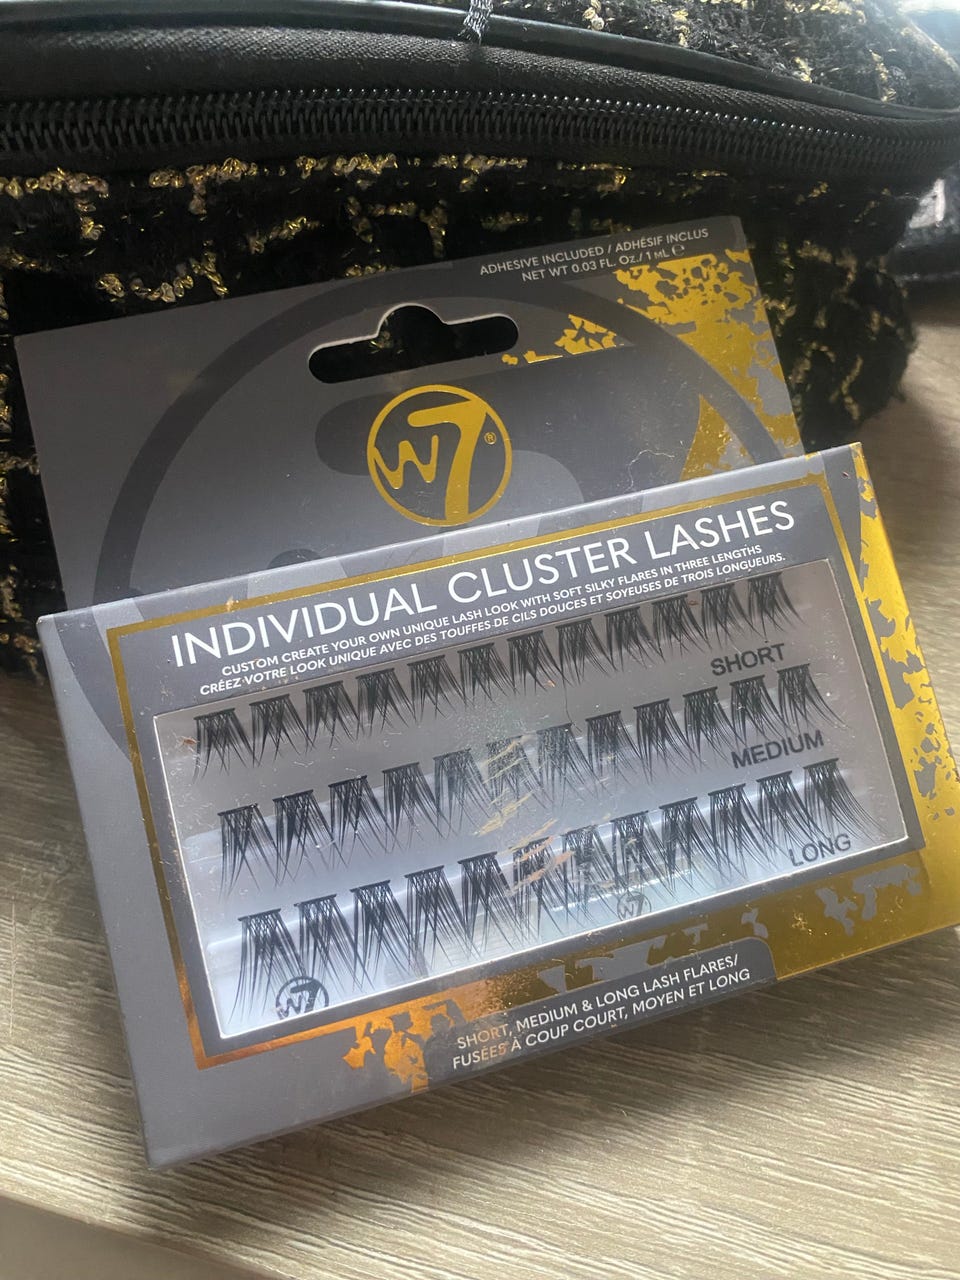 ADHESIVE INCLUDED / ADHÉSIF INCLUS
NET WT 0.03 FL. Oz./1 ML ℮
W7®
INDIVIDUAL CLUSTER LASHES
CUSTOM CREATE YOUR OWN UNIQUE LASH LOOK WITH SOFT SILKY FLARES IN THREE LENGTHS
CRÉEZ VOTRE LOOK UNIQUE AVEC DES TOUFFES DE CILS DOUCES ET SOYEUSES DE TROIS LONGUEURS.
SHORT
MEDIUM
LONG
W7
W7
SHORT, MEDIUM & LONG LASH FLARES/
FUSÉES À COUP COURT, MOYEN ET LONG